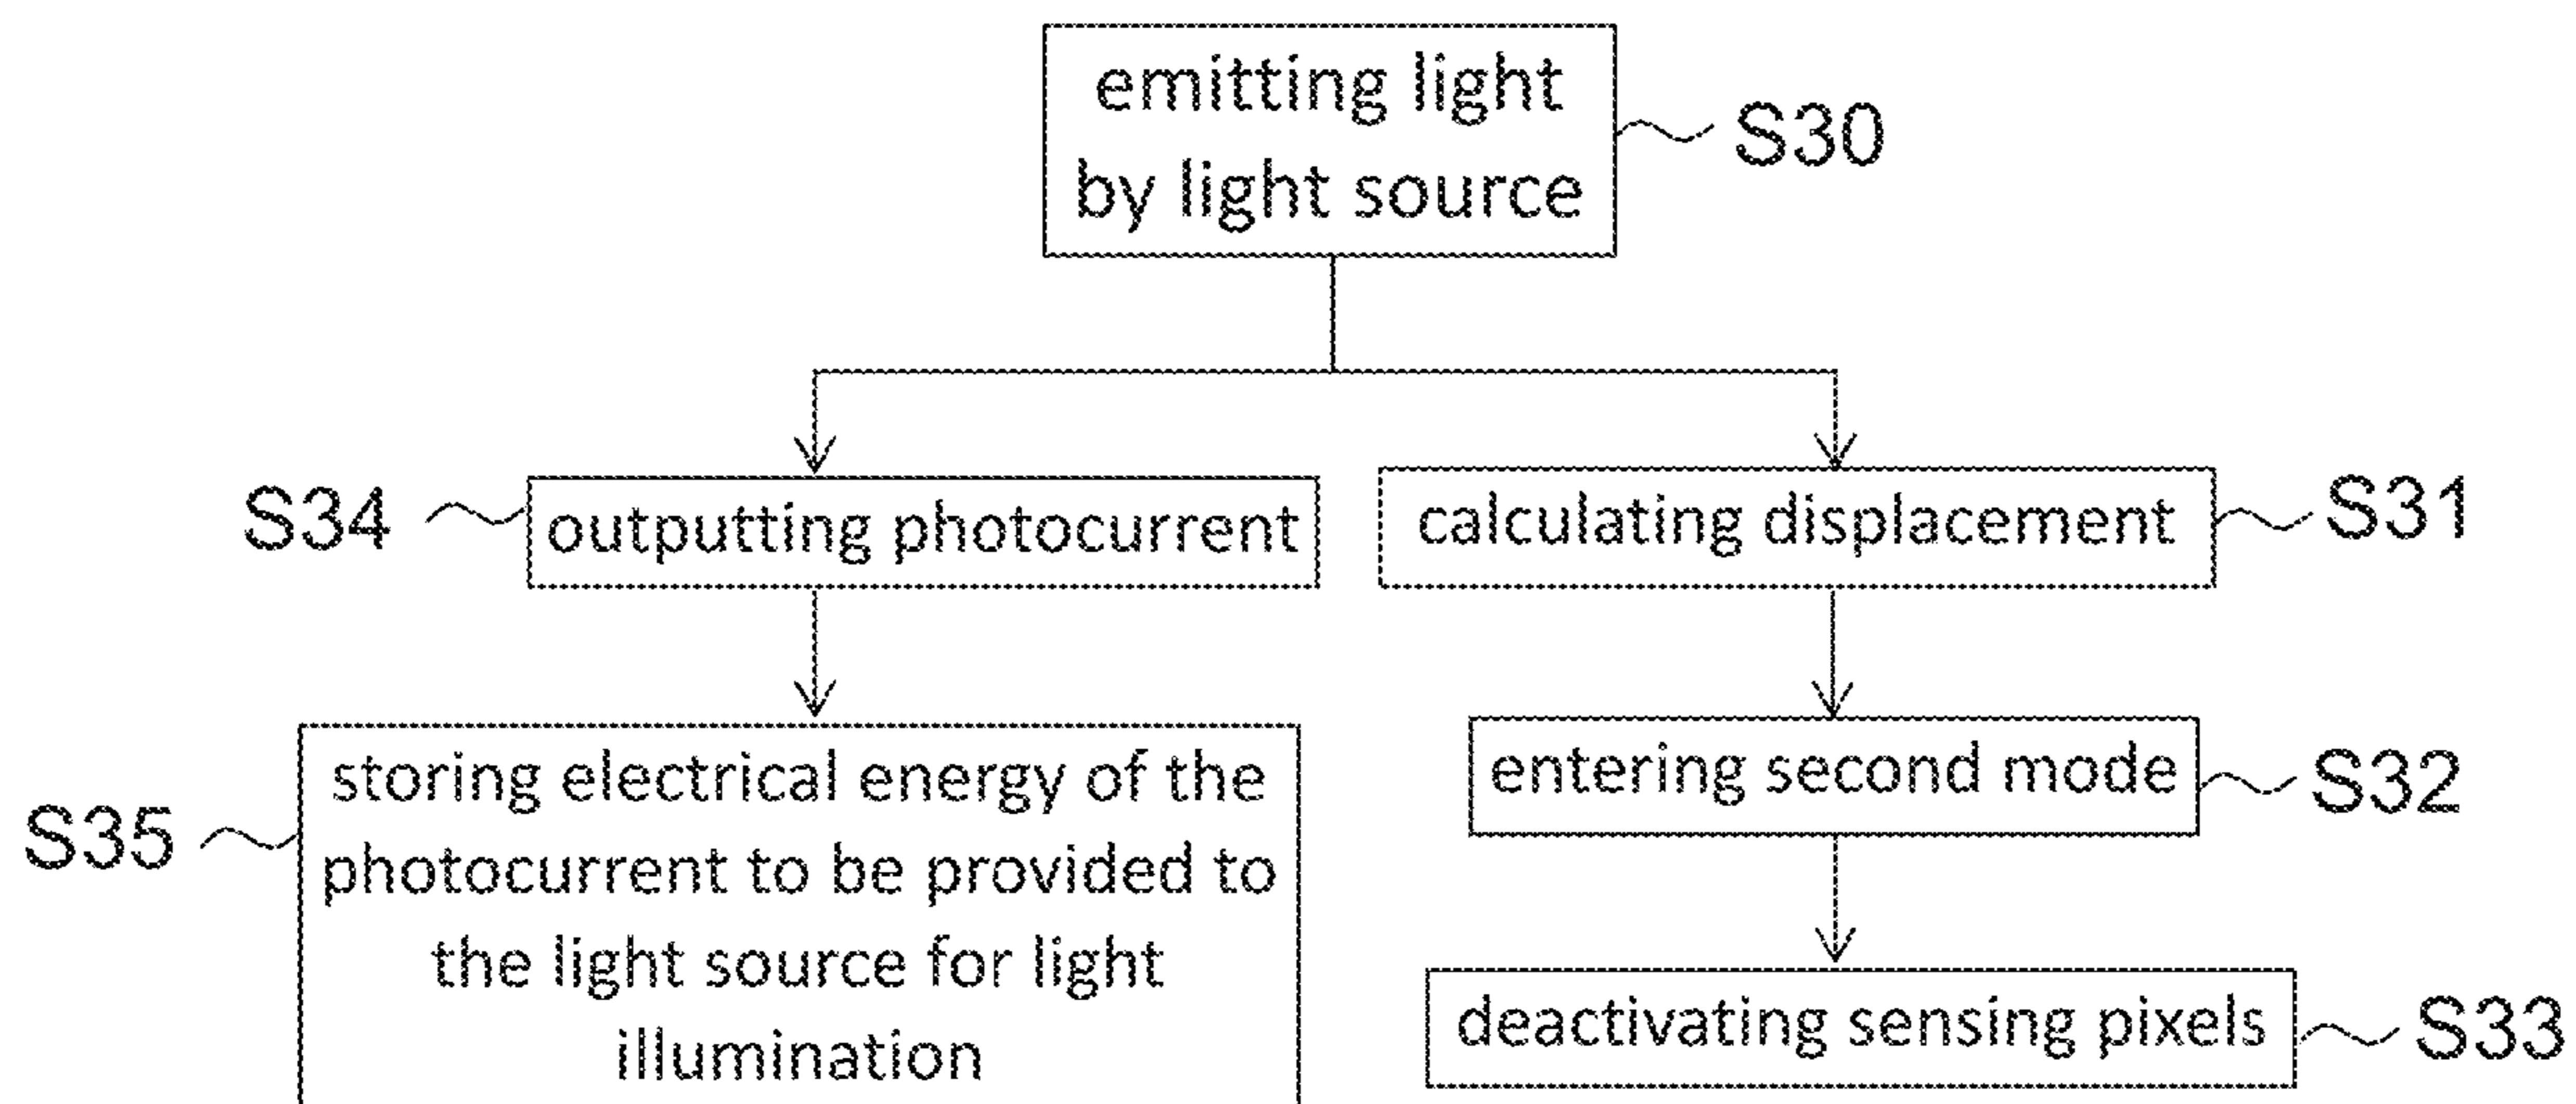 emitting light
by light source
S30
S34
outputting photocurrent
calculating displacement
S31
S35
storing electrical energy of the
photocurrent to be provided to
the light source for light
illumination
entering second mode
S32
deactivating sensing pixels
S33